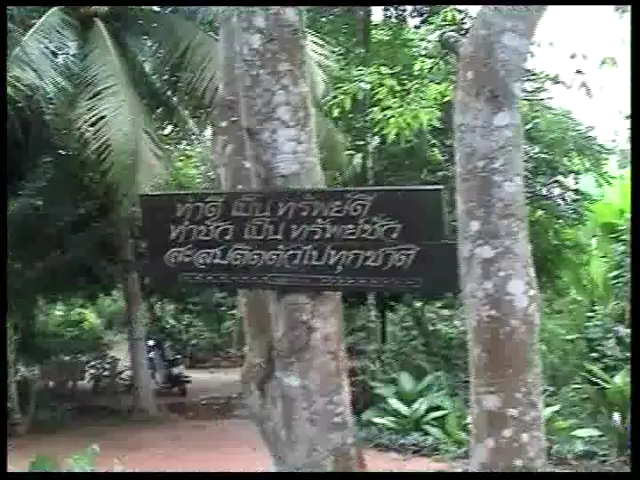 ทำดี เป็น ทรัพย์ดี
ทำชั่ว เป็น ทรัพย์ชั่ว
สะสมติดตัวไปทุกชาติ